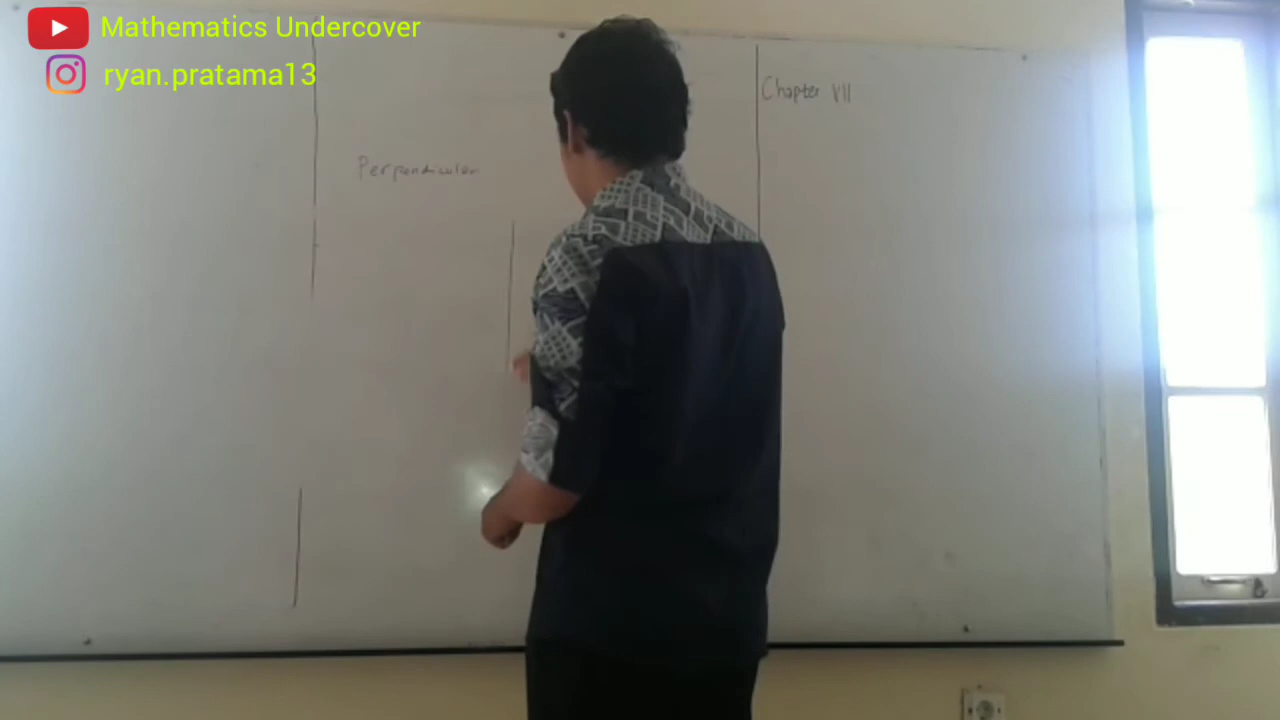 Mathematics Undercover
ryan.pratama13
Chapter VII
Perpendicular